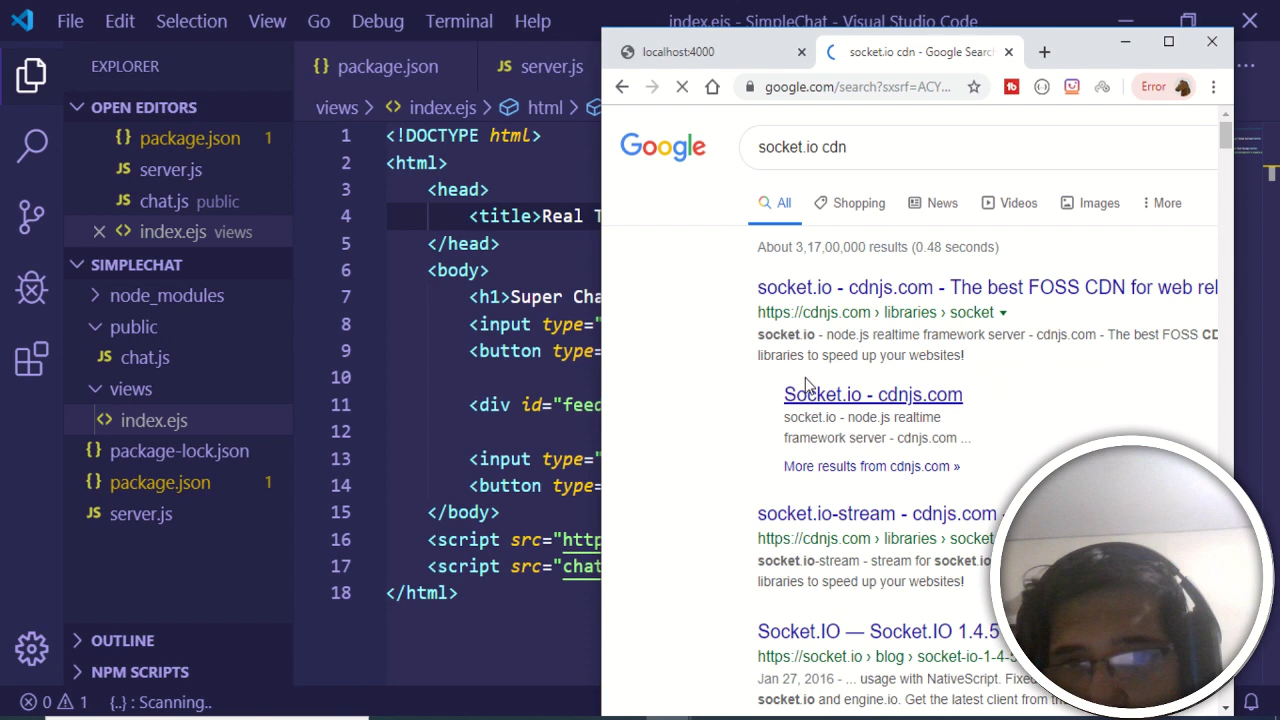 File Edit Selection View Go Debug Terminal Help
index.ejs - SimpleChat - Visual Studio Code
EXPLORER
OPEN EDITORS
{} package.json 1
JS server.js
JS chat.js public
<> index.ejs views
SIMPLECHAT
node_modules
public
JS chat.js
views
<> index.ejs
{} package-lock.json
{} package.json 1
JS server.js
OUTLINE
NPM SCRIPTS
0 1 {..} : Scanning..
{} package.json JS server.js
views > <> index.ejs > html >
1 <!DOCTYPE html>
2 <html>
3 <head>
4 <title>Real T
5 </head>
6 <body>
7 <h1>Super Cha
8 <input type="
9 <button type=
10
11 <div id="feed
12
13 <input type=
14 <button type=
15 </body>
16 <script src="http
17 <script src="chat
18 </html>
localhost:4000
socket.io cdn - Google Searc
google.com/search?sxsrf=ACY...
Error
Google
socket.io cdn
All Shopping News Videos Images More
About 3,17,00,000 results (0.48 seconds)
socket.io - cdnjs.com - The best FOSS CDN for web rel
https://cdnjs.com › libraries › socket
socket.io - node.js realtime framework server - cdnjs.com - The best FOSS CD
libraries to speed up your websites!
Socket.io - cdnjs.com
socket.io - node.js realtime
framework server - cdnjs.com ...
More results from cdnjs.com »
socket.io-stream - cdnjs.com -
https://cdnjs.com › libraries › socket
socket.io-stream - stream for socket.io
libraries to speed up your websites!
Socket.IO — Socket.IO 1.4.5
https://socket.io › blog › socket-io-1-4-5
Jan 27, 2016 - ... usage with NativeScript. Fixed
socket.io and engine.io. Get the latest client from the